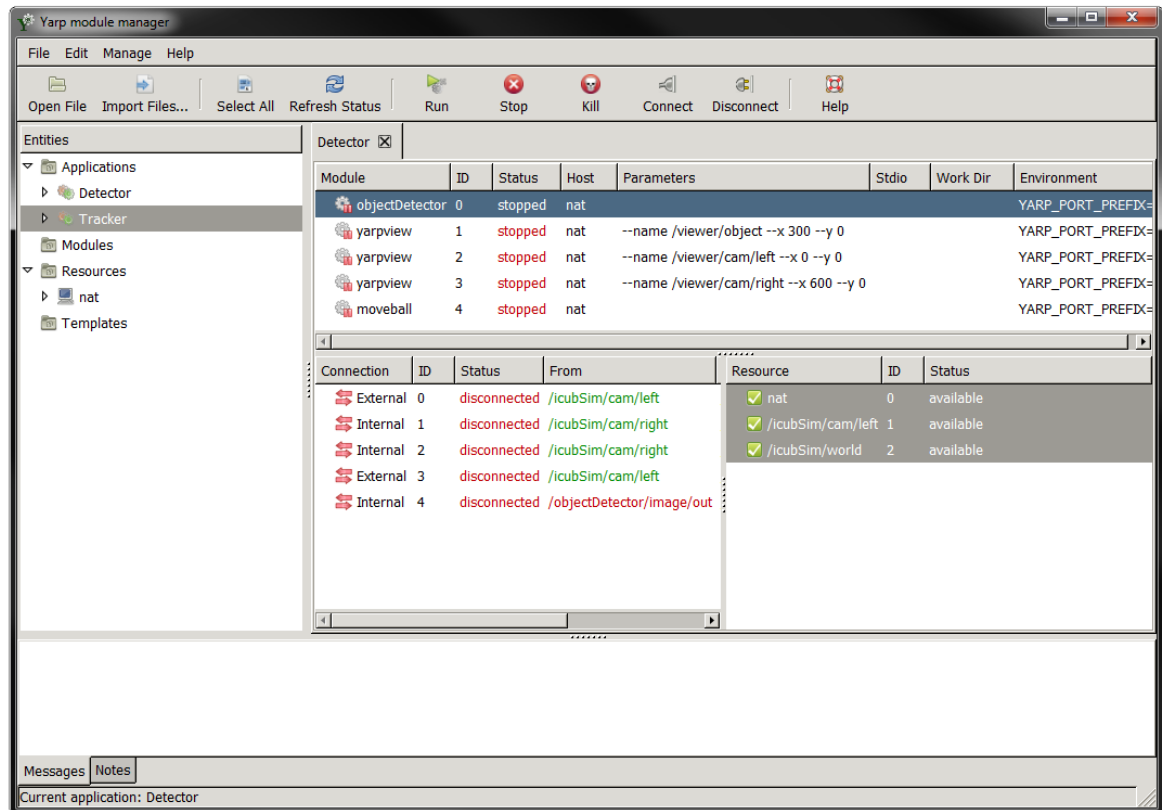 Yarp module manager
File Edit Manage Help
Open File Import Files... Select All Refresh Status Run Stop Kill Connect Disconnect Help
Entities
Applications
Detector
Tracker
Modules
Resources
nat
Templates
Detector
Module ID Status Host Parameters Stdio Work Dir Environment
objectDetector 0 stopped nat YARP_PORT_PREFIX=
yarpview 1 stopped nat --name /viewer/object --x 300 --y 0 YARP_PORT_PREFIX=
yarpview 2 stopped nat --name /viewer/cam/left --x 0 --y 0 YARP_PORT_PREFIX=
yarpview 3 stopped nat --name /viewer/cam/right --x 600 --y 0 YARP_PORT_PREFIX=
moveball 4 stopped nat YARP_PORT_PREFIX=
Connection ID Status From
External 0 disconnected /icubSim/cam/left
Internal 1 disconnected /icubSim/cam/right
Internal 2 disconnected /icubSim/cam/right
External 3 disconnected /icubSim/cam/left
Internal 4 disconnected /objectDetector/image/out
Resource ID Status
nat 0 available
/icubSim/cam/left 1 available
/icubSim/world 2 available
Messages Notes
Current application: Detector